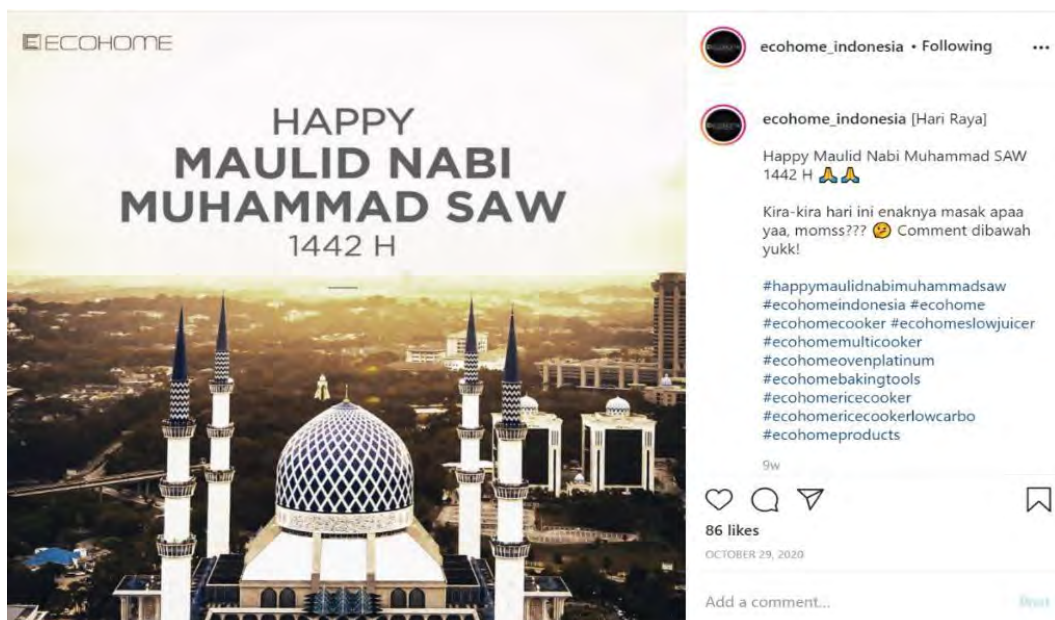 ECOHOME
HAPPY
MAULID NABI
MUHAMMAD SAW
1442 H
ecohome_indonesia • Following
ecohome_indonesia [Hari Raya]
Happy Maulid Nabi Muhammad SAW
1442 H 🙏🙏
Kira-kira hari ini enaknya masak apaa
yaa, momss??? 🤔 Comment dibawah
yukk!
#happymaulidnabimuhammadsaw
#ecohomeindonesia #ecohome
#ecohomecooker #ecohomeslowjuicer
#ecohomemulticooker
#ecohomeovenplatinum
#ecohomebakingtools
#ecohomericecooker
#ecohomericecookerlowcarbo
#ecohomeproducts
9w
86 likes
OCTOBER 29, 2020
Add a comment... Post